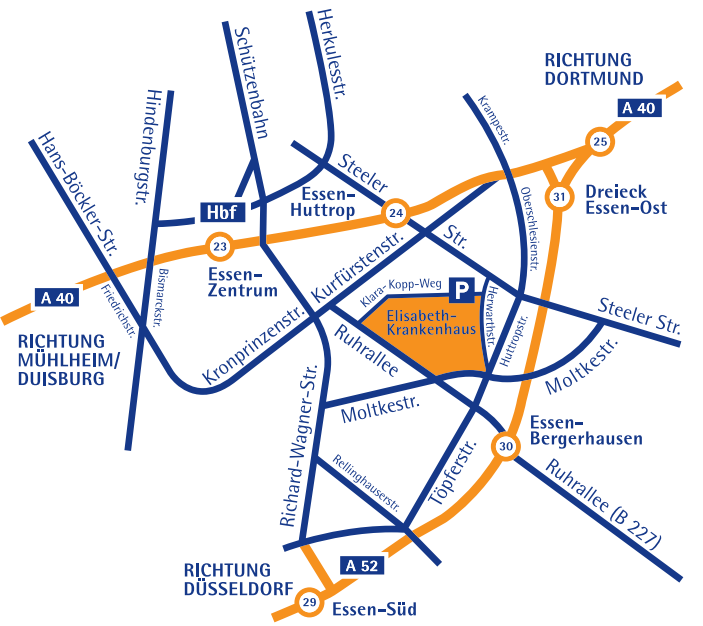 Herkulesstr.
Schützenbahn
RICHTUNG
DORTMUND
A 40
Hindenburgstr.
Krampestr.
Hans-Böckler-Str.
25
Steeler
Essen-
Huttrop
31
Dreieck
Essen-Ost
Hbf
24
Oberschlesienstr.
23
Str.
Essen-
Zentrum
Kurfürstenstr.
Klara-Kopp-Weg
P
A 40
Friedrichstr.
Bismarckstr.
Elisabeth-
Krankenhaus
Herwarthstr.
Steeler Str.
RICHTUNG
MÜHLHEIM/
DUISBURG
Kronprinzenstr.
Ruhrallee
Huttropstr.
Moltkestr.
Richard-Wagner-Str.
Moltkestr.
Essen-
Bergerhausen
30
Rellinghauserstr.
Töpferstr.
Ruhrallee (B 227)
RICHTUNG
DÜSSELDORF
A 52
29
Essen-Süd